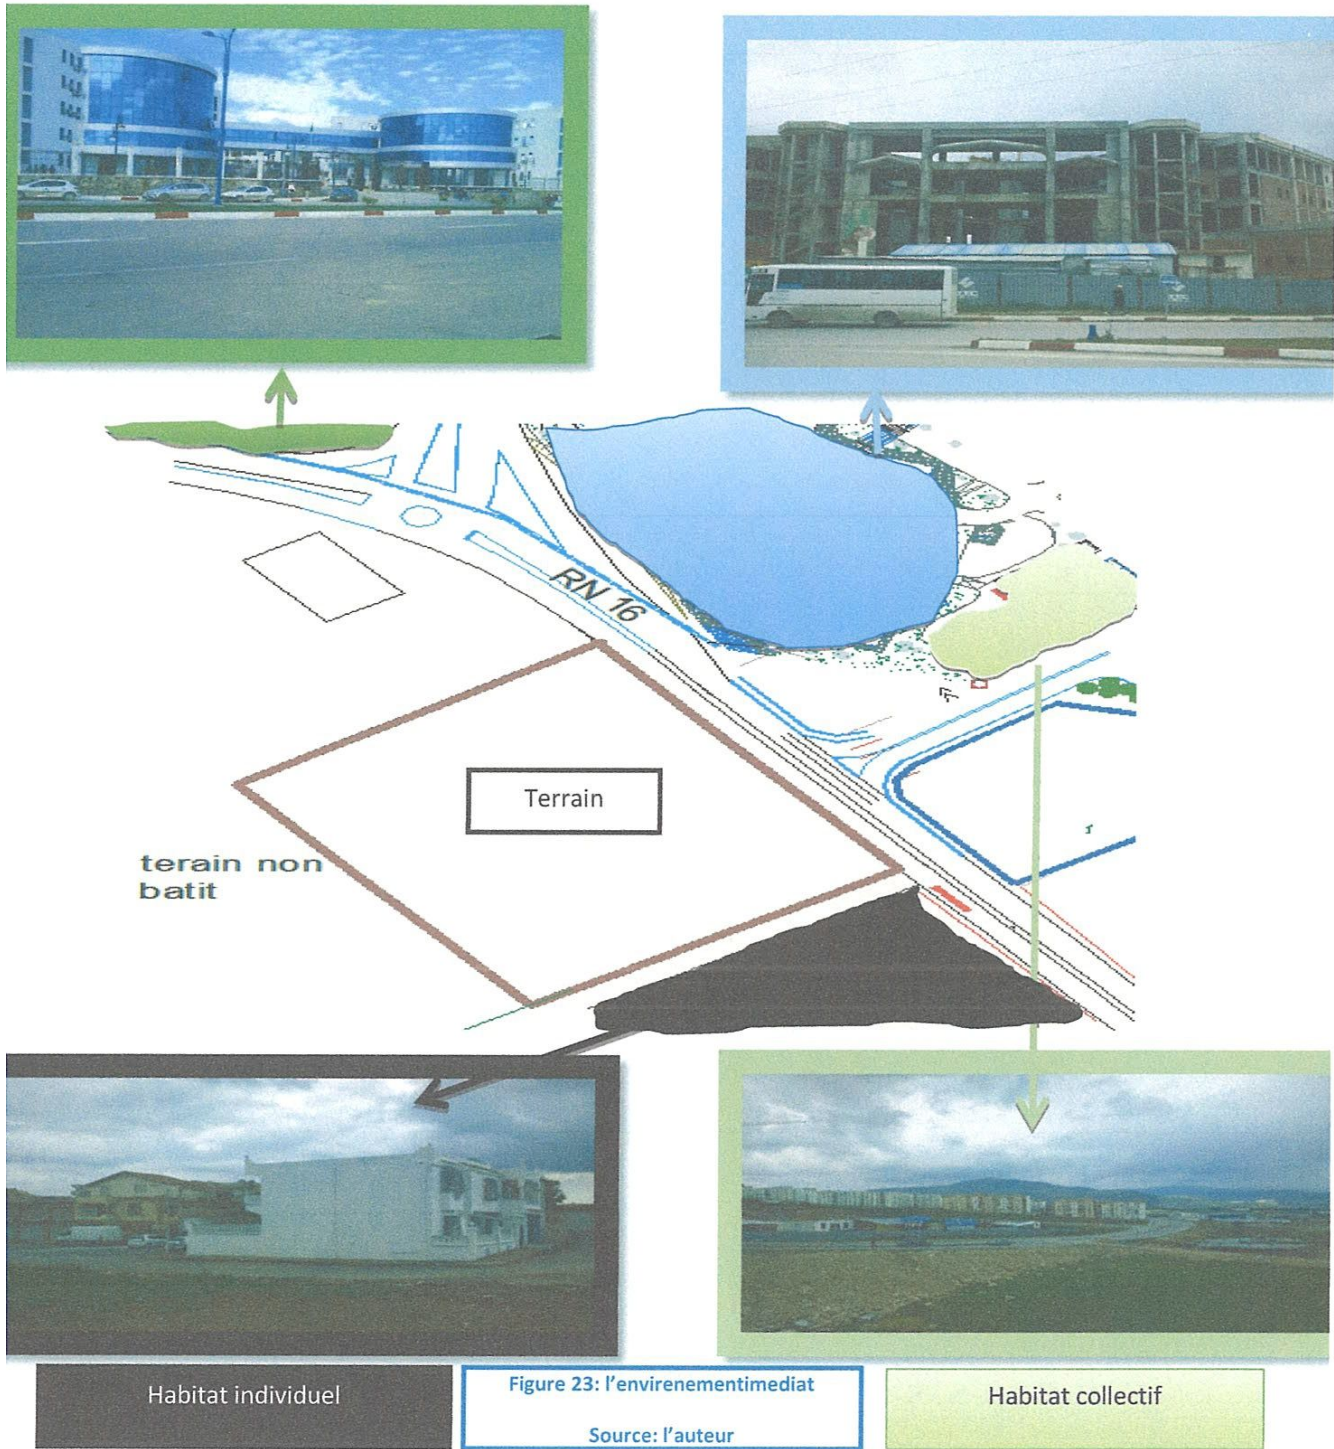 RN 16
Terrain
terain non
batit
Habitat individuel
Figure 23: l'envirenementimediat
Source: l'auteur
Habitat collectif